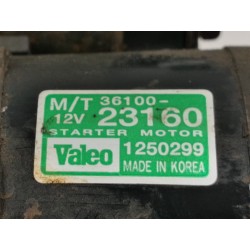 M/T 36100-
12V 23160
STARTER MOTOR
Valeo 1250299
MADE IN KOREA